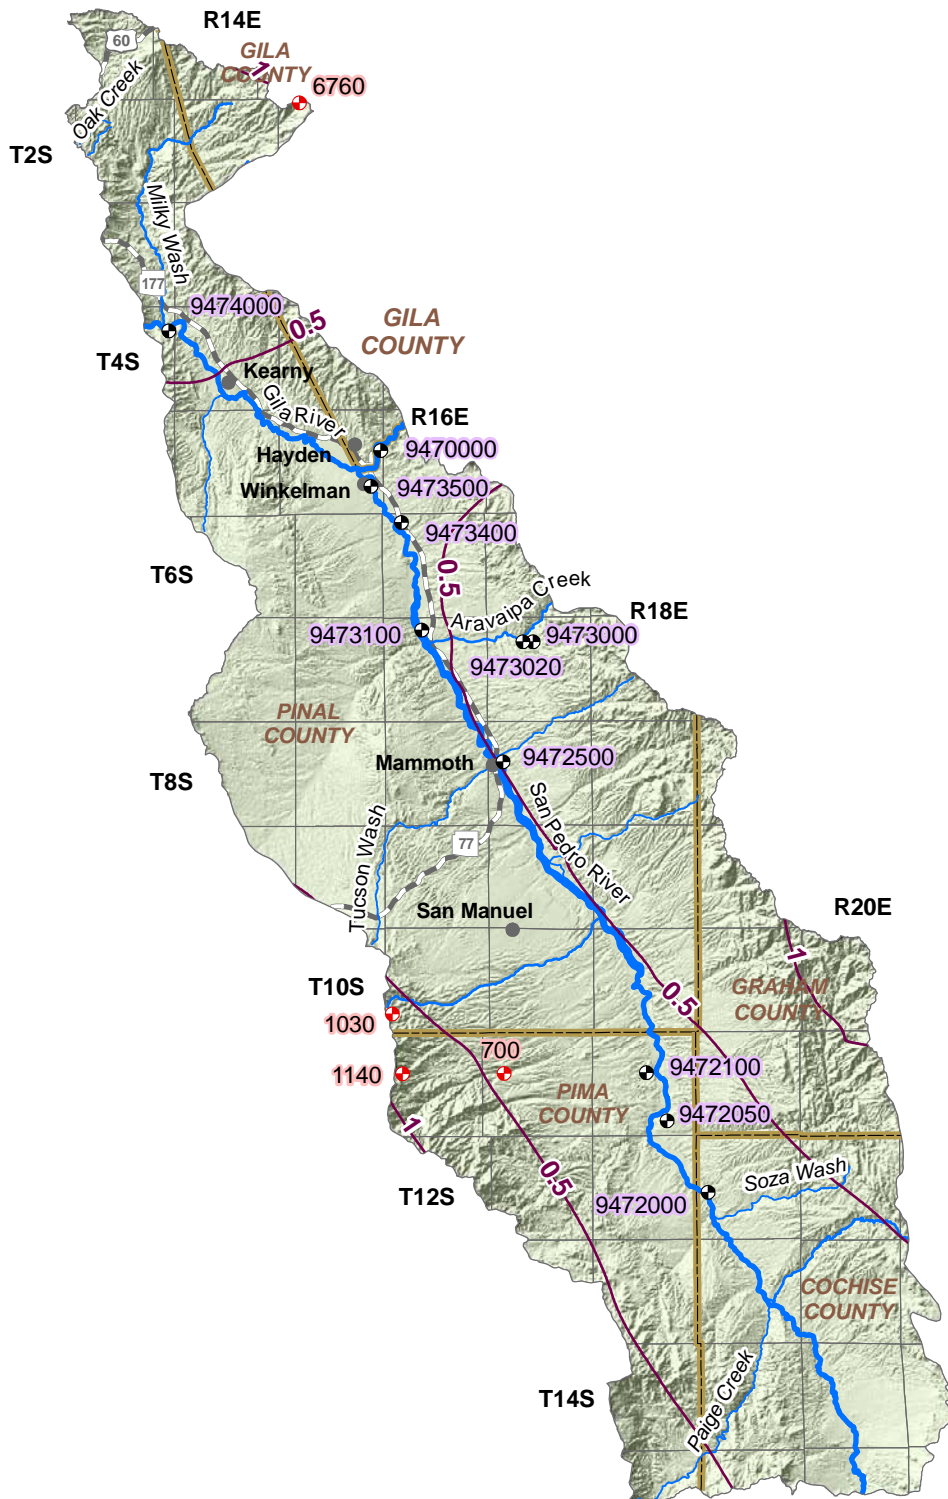 R14E
60
GILA
COUNTY
1
6760
Oak Creek
T2S
Milky Wash
177
9474000
0.5
GILA
COUNTY
T4S
Kearny
Gila River
R16E
Hayden
9470000
Winkelman
9473500
9473400
0.5
T6S
Aravaipa Creek
R18E
9473100
9473000
9473020
PINAL
COUNTY
Mammoth
9472500
T8S
San Pedro River
Tucson Wash
77
San Manuel
R20E
1
T10S
0.5
GRAHAM
COUNTY
1030
700
1140
9472100
PIMA
COUNTY
9472050
1
0.5
Soza Wash
T12S
9472000
COCHISE
COUNTY
Paige Creek
T14S